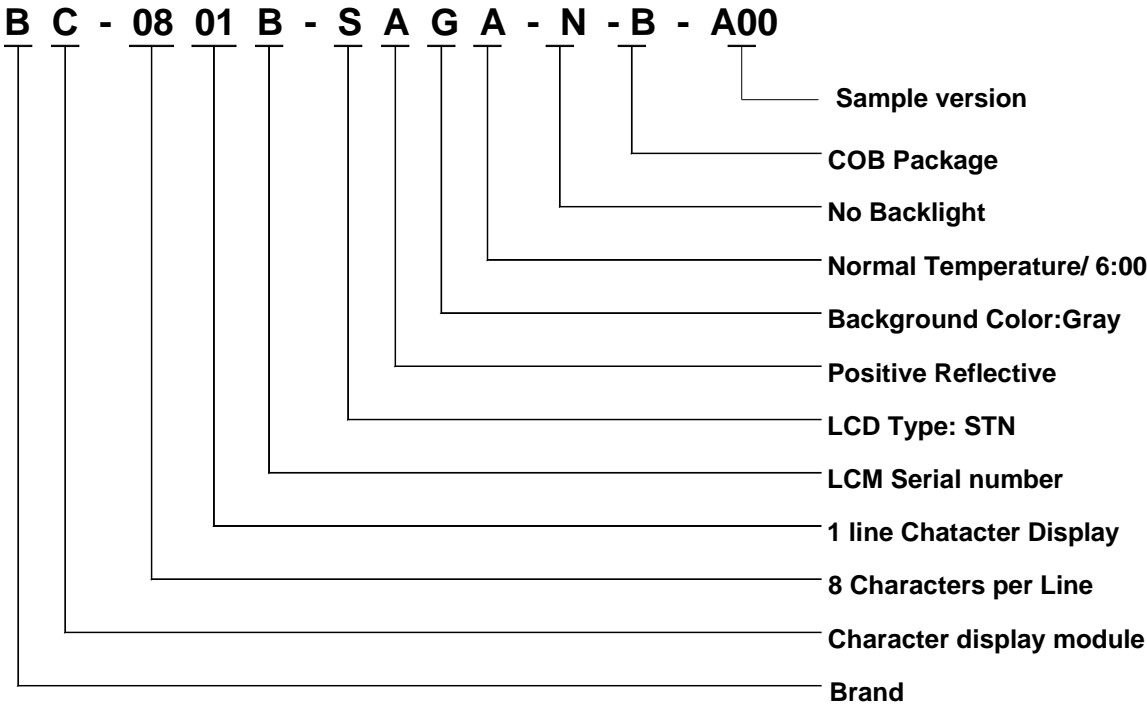 B C - 08 01 B - S A G A - N - B - A00
Sample version
COB Package
No Backlight
Normal Temperature/ 6:00
Background Color:Gray
Positive Reflective
LCD Type: STN
LCM Serial number
1 line Chatacter Display
8 Characters per Line
Character display module
Brand